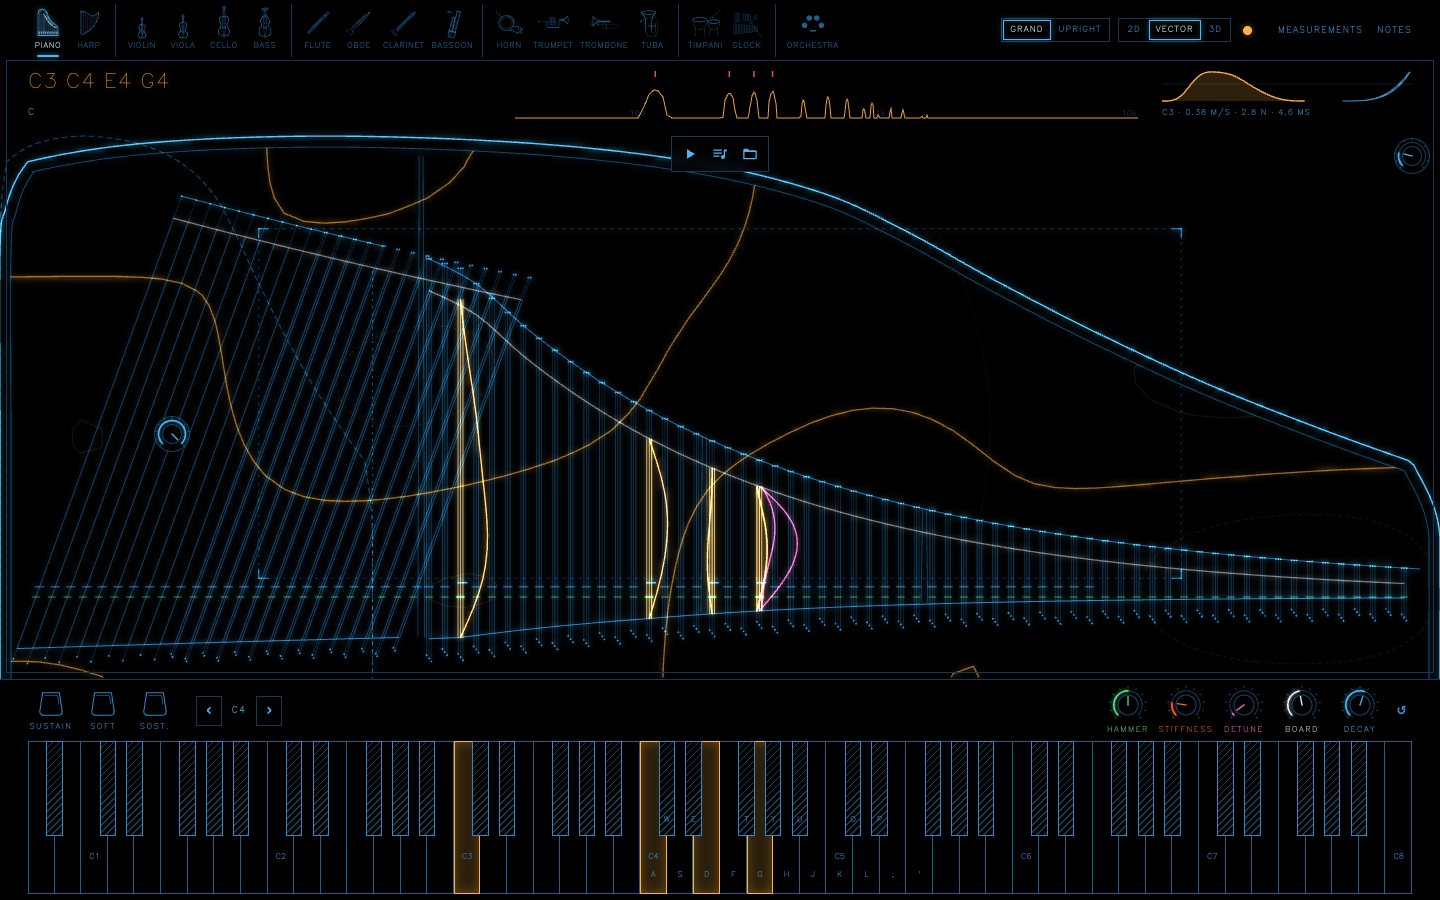 PIANO HARP VIOLIN VIOLA CELLO BASS FLUTE OBOE CLARINET BASSOON HORN TRUMPET TROMBONE TUBA TIMPANI GLOCK ORCHESTRA
GRAND UPRIGHT 2D VECTOR 3D MEASUREMENTS NOTES
C3 C4 E4 G4
C
C3 · 0.38 M/S · 2.8 N · 4.6 MS
SUSTAIN SOFT SOST. C4
HAMMER STIFFNESS DETUNE BOARD DECAY
W E T Y U O P
C1 C2 C3 C4 C5 C6 C7 C8
A S D F G H J K L ; '